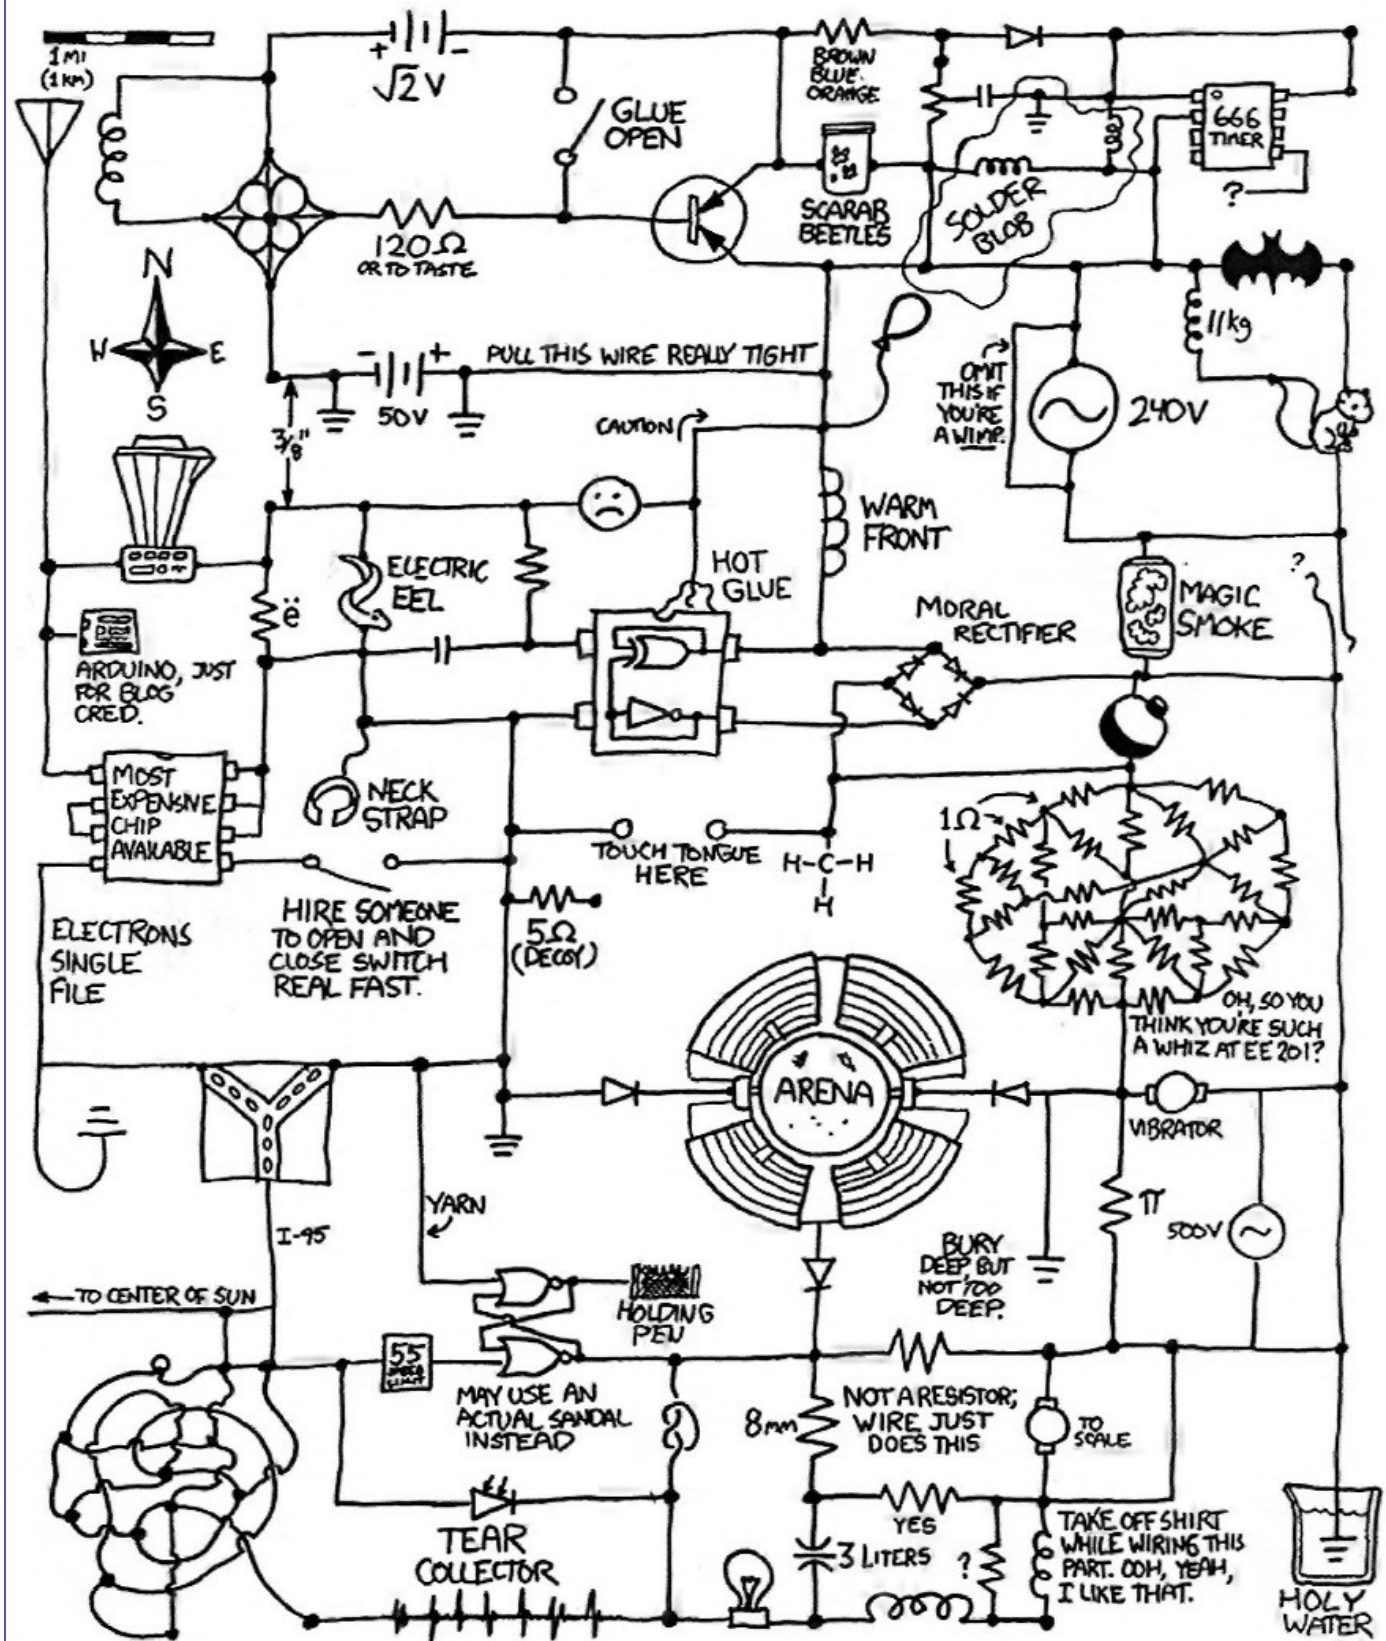 1 MI
(1 KM)
+ -
√2 V
GLUE
OPEN
BROWN
BLUE
ORANGE
666
TIMER
?
SCARAB
BEETLES
SOLDER
BLOB
120Ω
OR TO TASTE
N
W E
S
- +
50V
PULL THIS WIRE REALLY TIGHT
3/8"
CAUTION
OMIT
THIS IF
YOU'RE
A WIMP.
240V
11kg
WARM
FRONT
ELECTRIC
EEL
ë
HOT
GLUE
MORAL
RECTIFIER
MAGIC
SMOKE
?
ARDUINO, JUST
FOR BLOG
CRED.
MOST
EXPENSIVE
CHIP
AVAILABLE
NECK
STRAP
TOUCH TONGUE
HERE
H-C-H
H
1Ω
HIRE SOMEONE
TO OPEN AND
CLOSE SWITCH
REAL FAST.
5Ω
(DECOY)
ELECTRONS
SINGLE
FILE
OH, SO YOU
THINK YOU'RE SUCH
A WHIZ AT EE 201?
ARENA
VIBRATOR
YARN
I-95
π
500V
BURY
DEEP, BUT
NOT TOO
DEEP.
TO CENTER OF SUN
HOLDING
PEN
55
MAY USE AN
ACTUAL SANDAL
INSTEAD
NOT A RESISTOR;
WIRE JUST
DOES THIS
8mm
TO
SCALE
YES
TEAR
COLLECTOR
3 LITERS
?
TAKE OFF SHIRT
WHILE WIRING THIS
PART. OOH, YEAH,
I LIKE THAT.
HOLY
WATER